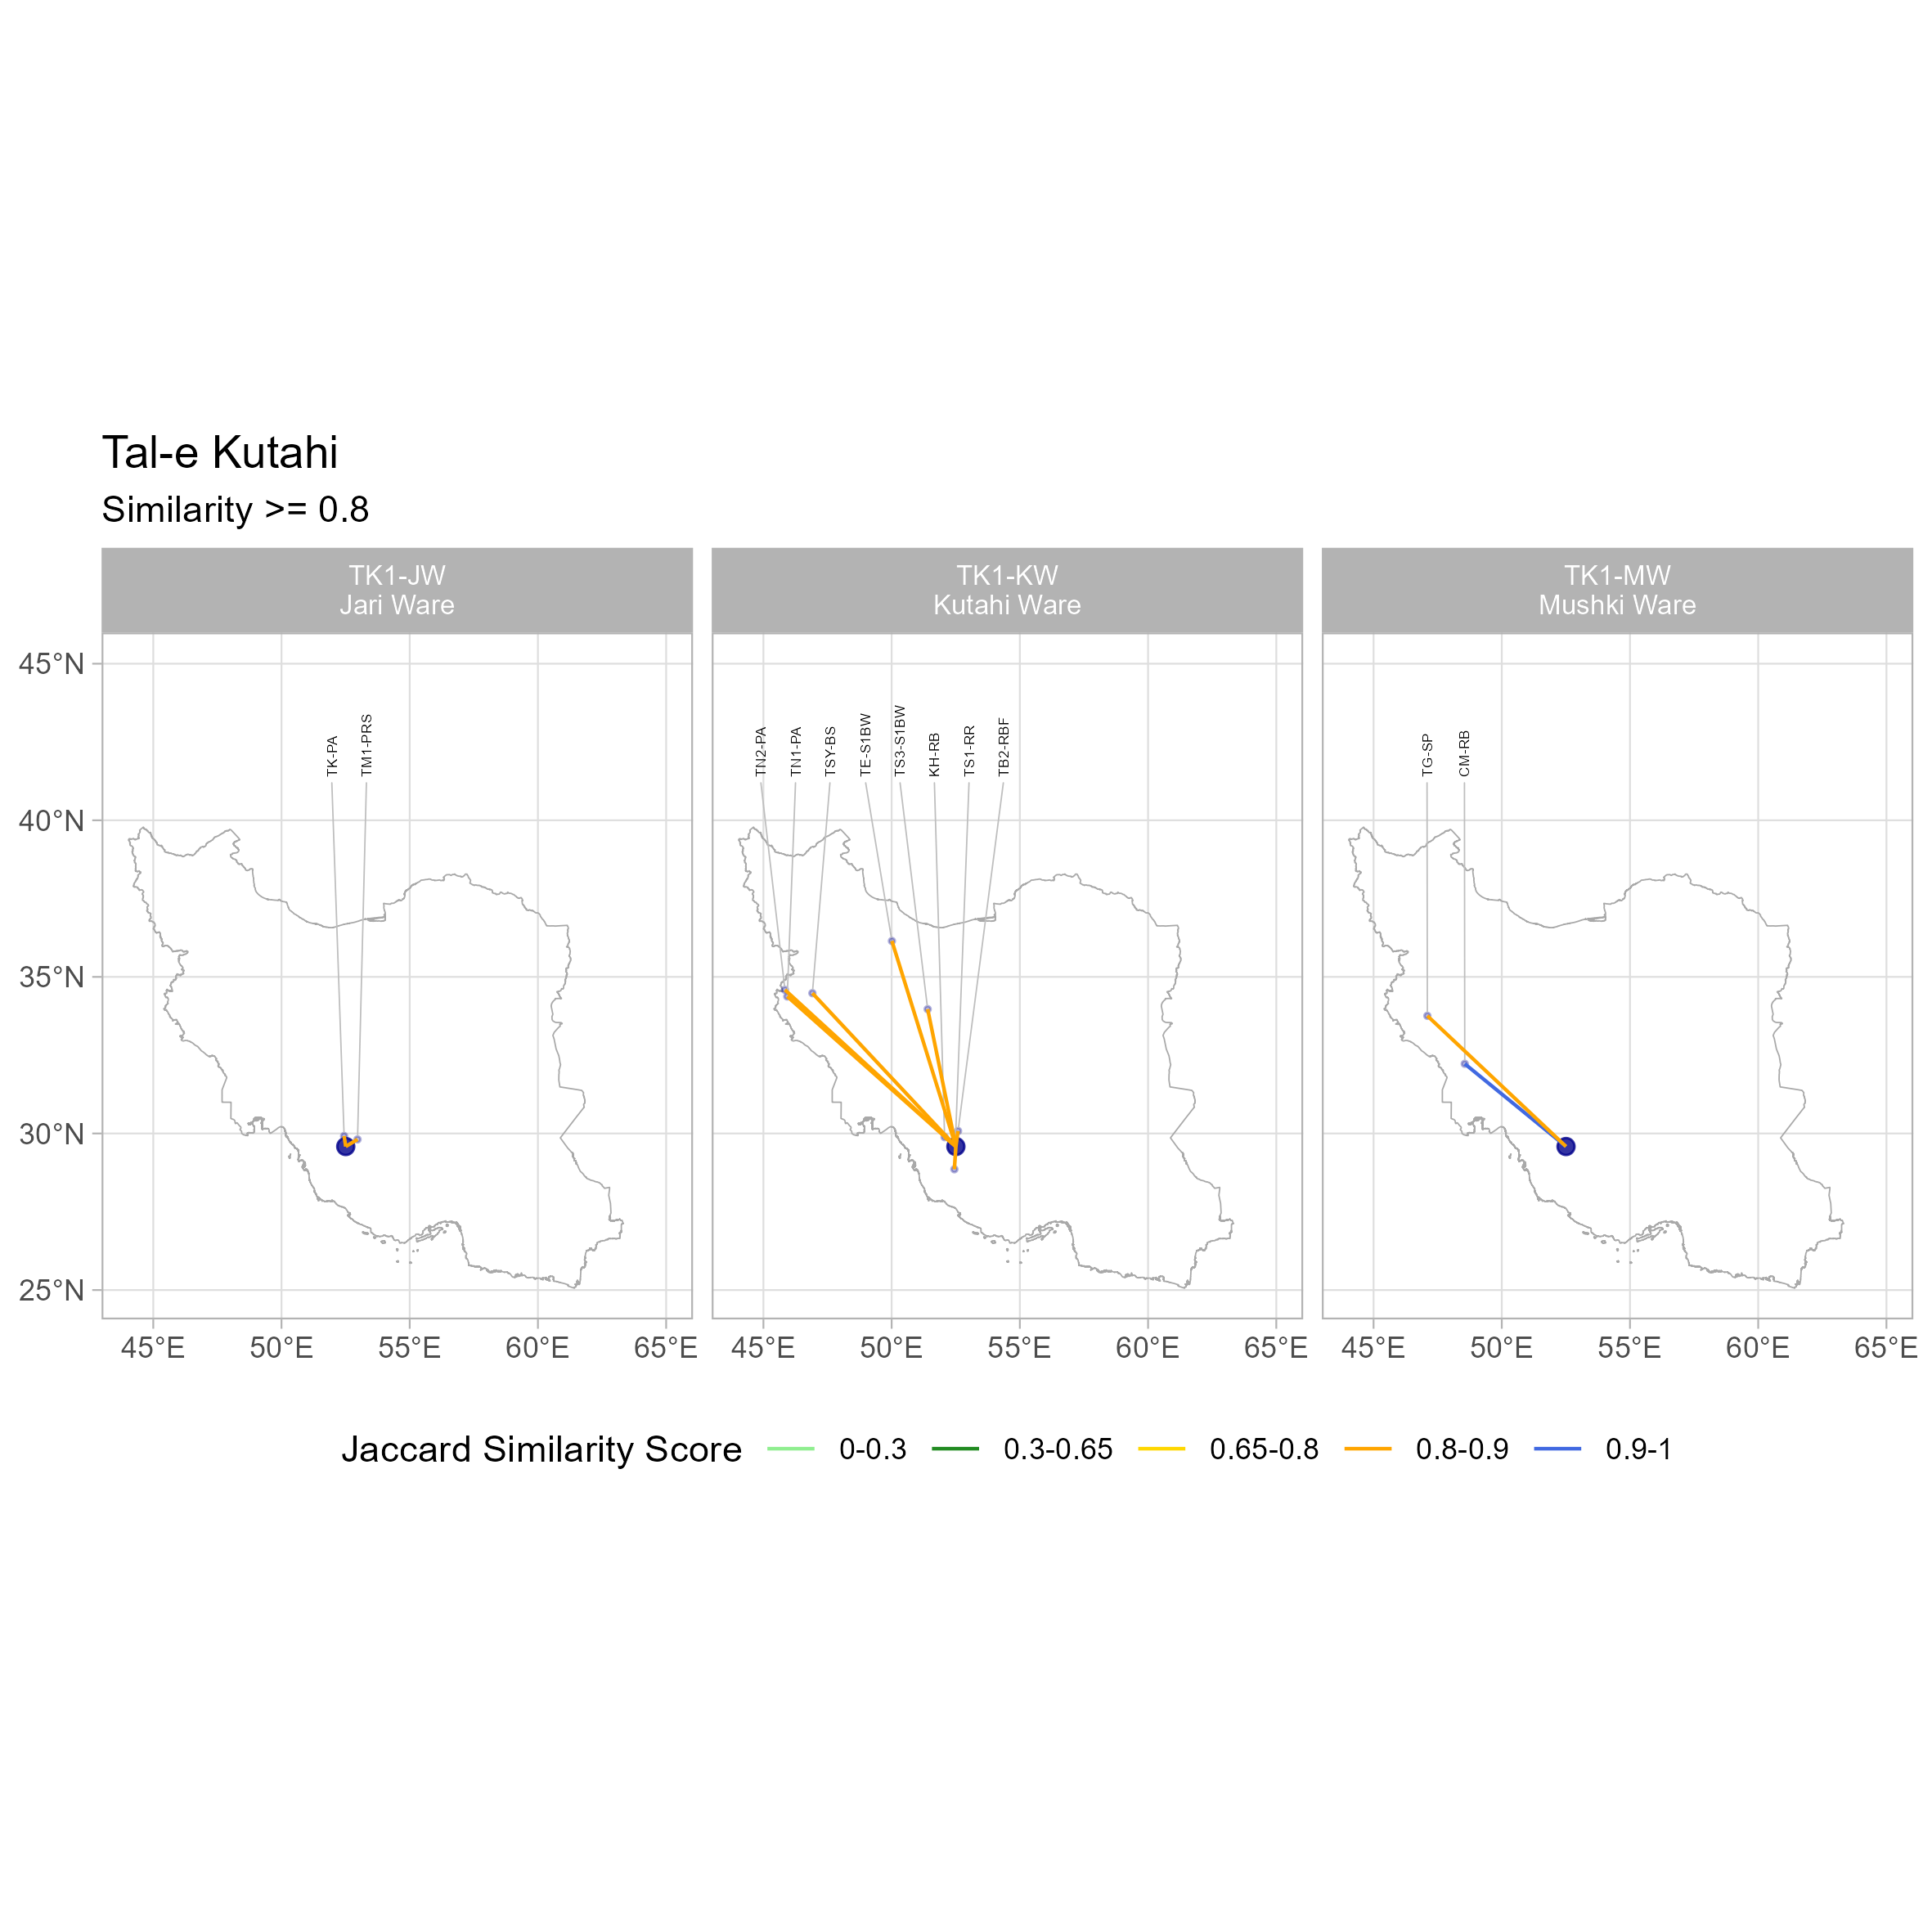 Tal-e Kutahi
Similarity >= 0.8
TK1-JW
Jari Ware
TK1-KW
Kutahi Ware
TK1-MW
Mushki Ware
45°N
40°N
35°N
30°N
25°N
TK-PA
TM1-PRS
TN2-PA
TN1-PA
TSY-BS
TE-S1BW
TS3-S1BW
KH-RB
TS1-RR
TB2-RBF
TG-SP
CM-RB
45°E 50°E 55°E 60°E 65°E
45°E 50°E 55°E 60°E 65°E
45°E 50°E 55°E 60°E 65°E
Jaccard Similarity Score 0-0.3 0.3-0.65 0.65-0.8 0.8-0.9 0.9-1